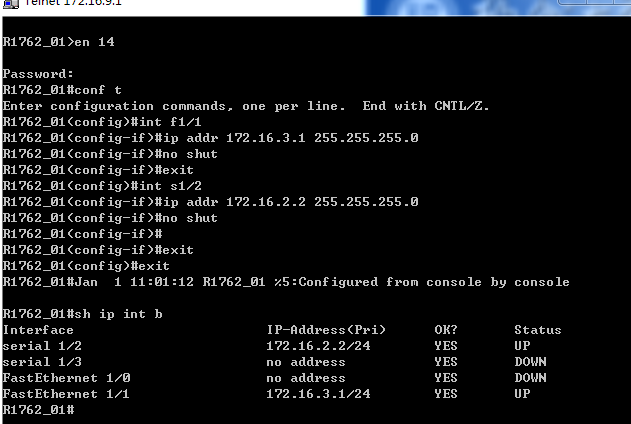 Telnet 172.16.9.1
R1762_01>en 14
Password:
R1762_01#conf t
Enter configuration commands, one per line.  End with CNTL/Z.
R1762_01(config)#int f1/1
R1762_01(config-if)#ip addr 172.16.3.1 255.255.255.0
R1762_01(config-if)#no shut
R1762_01(config-if)#exit
R1762_01(config)#int s1/2
R1762_01(config-if)#ip addr 172.16.2.2 255.255.255.0
R1762_01(config-if)#no shut
R1762_01(config-if)#
R1762_01(config-if)#exit
R1762_01(config)#exit
R1762_01#Jan  1 11:01:12 R1762_01 %5:Configured from console by console
R1762_01#sh ip int b
Interface IP-Address(Pri) OK? Status
serial 1/2 172.16.2.2/24 YES UP
serial 1/3 no address YES DOWN
FastEthernet 1/0 no address YES DOWN
FastEthernet 1/1 172.16.3.1/24 YES UP
R1762_01#